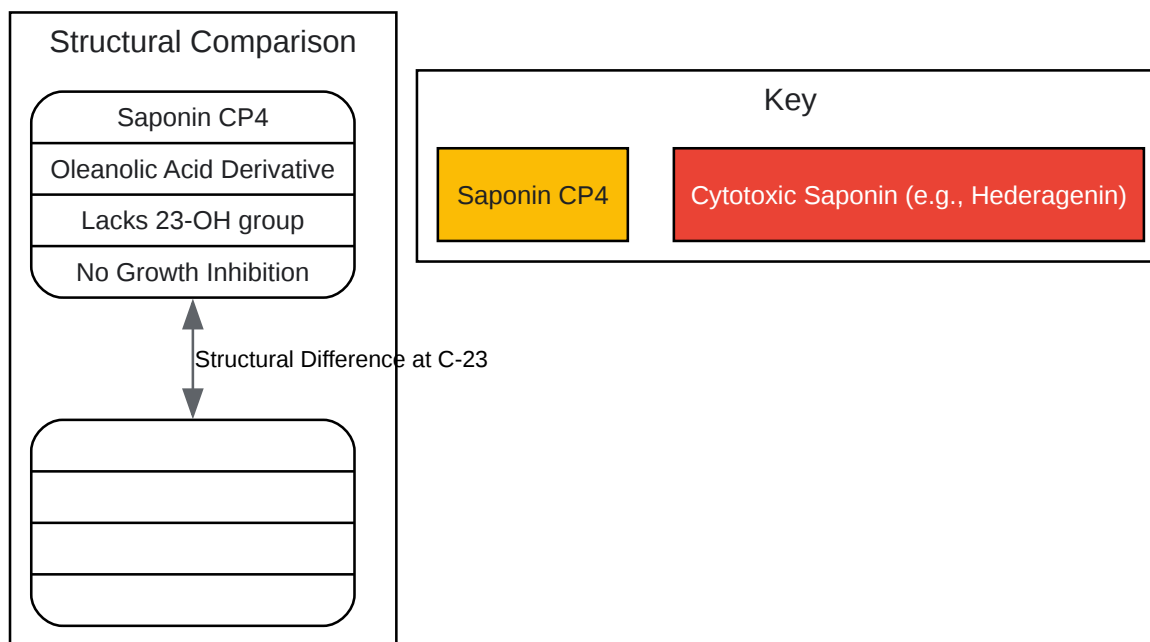 Structural Comparison
Saponin CP4
Oleanolic Acid Derivative
Lacks 23-OH group
No Growth Inhibition
Structural Difference at C-23
Key
Saponin CP4
Cytotoxic Saponin (e.g., Hederagenin)